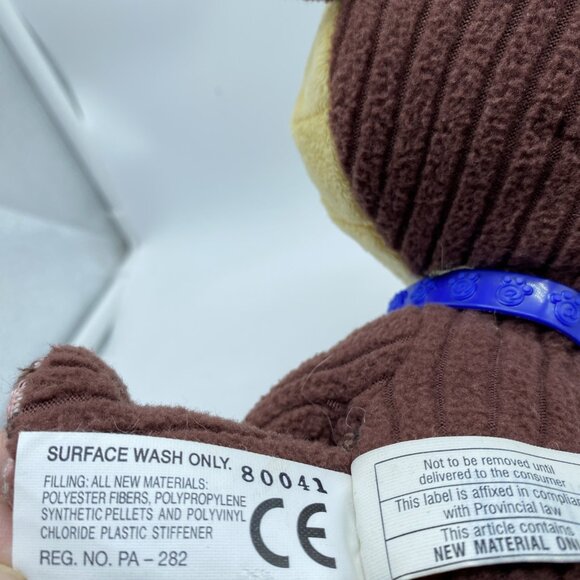 SURFACE WASH ONLY. 80041
FILLING: ALL NEW MATERIALS:
POLYESTER FIBERS, POLYPROPYLENE
SYNTHETIC PELLETS AND POLYVINYL
CHLORIDE PLASTIC STIFFENER
REG. NO. PA – 282
CE
Not to be removed until
delivered to the consumer
This label is affixed in
with Provincial law
This article contains
NEW MATERIAL